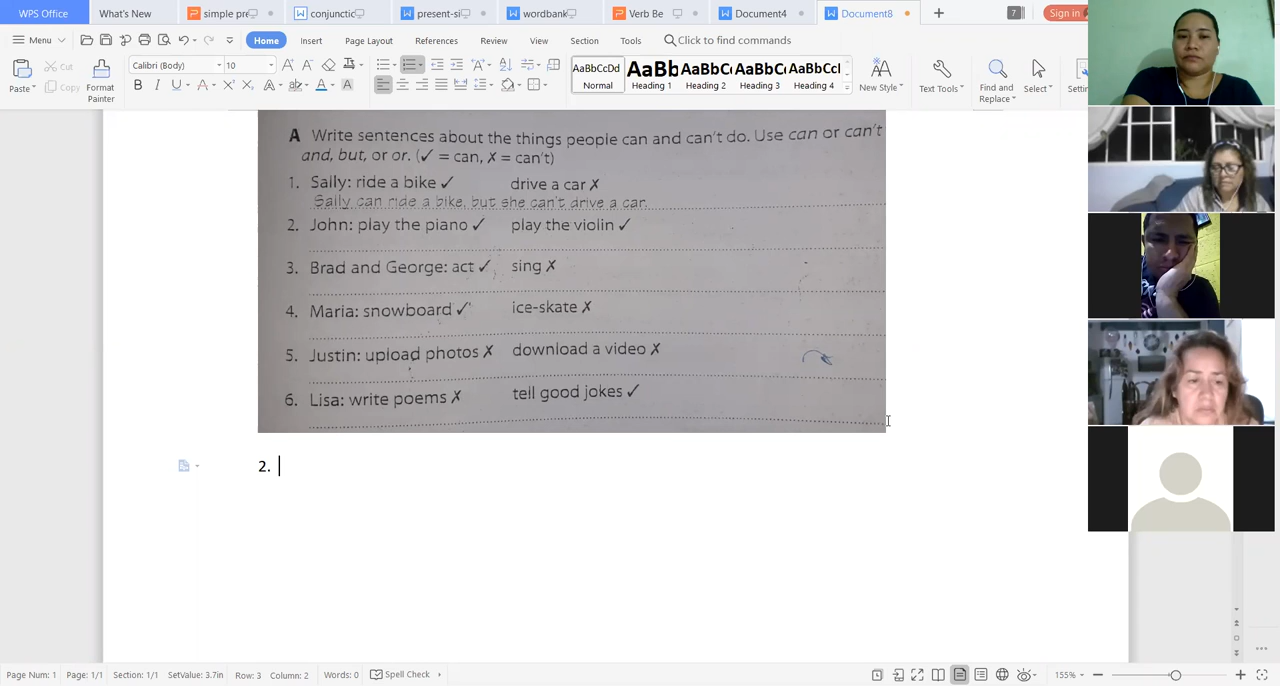 WPS Office What's New simple pre conjunctic present-si wordbank Verb Be Document4 Document8 + 7 Sign in
Menu Home Insert Page Layout References Review View Section Tools Click to find commands
Paste Cut Copy Format Painter Calibri (Body) 10 AaBbCcDd Normal AaBb Heading 1 AaBbC Heading 2 AaBbC Heading 3 AaBbCcl Heading 4 New Style Text Tools Find and Replace Select
A Write sentences about the things people can and can't do. Use can or can't
and, but, or or. (✓ = can, ✗ = can't)
1. Sally: ride a bike ✓ drive a car ✗
Sally can ride a bike, but she can't drive a car.
2. John: play the piano ✓ play the violin ✓
3. Brad and George: act ✓ sing ✗
4. Maria: snowboard ✓ ice-skate ✗
5. Justin: upload photos ✗ download a video ✗
6. Lisa: write poems ✗ tell good jokes ✓
2.
Page Num: 1 Page: 1/1 Section: 1/1 SetValue: 3.7in Row: 3 Column: 2 Words: 0 Spell Check 155%